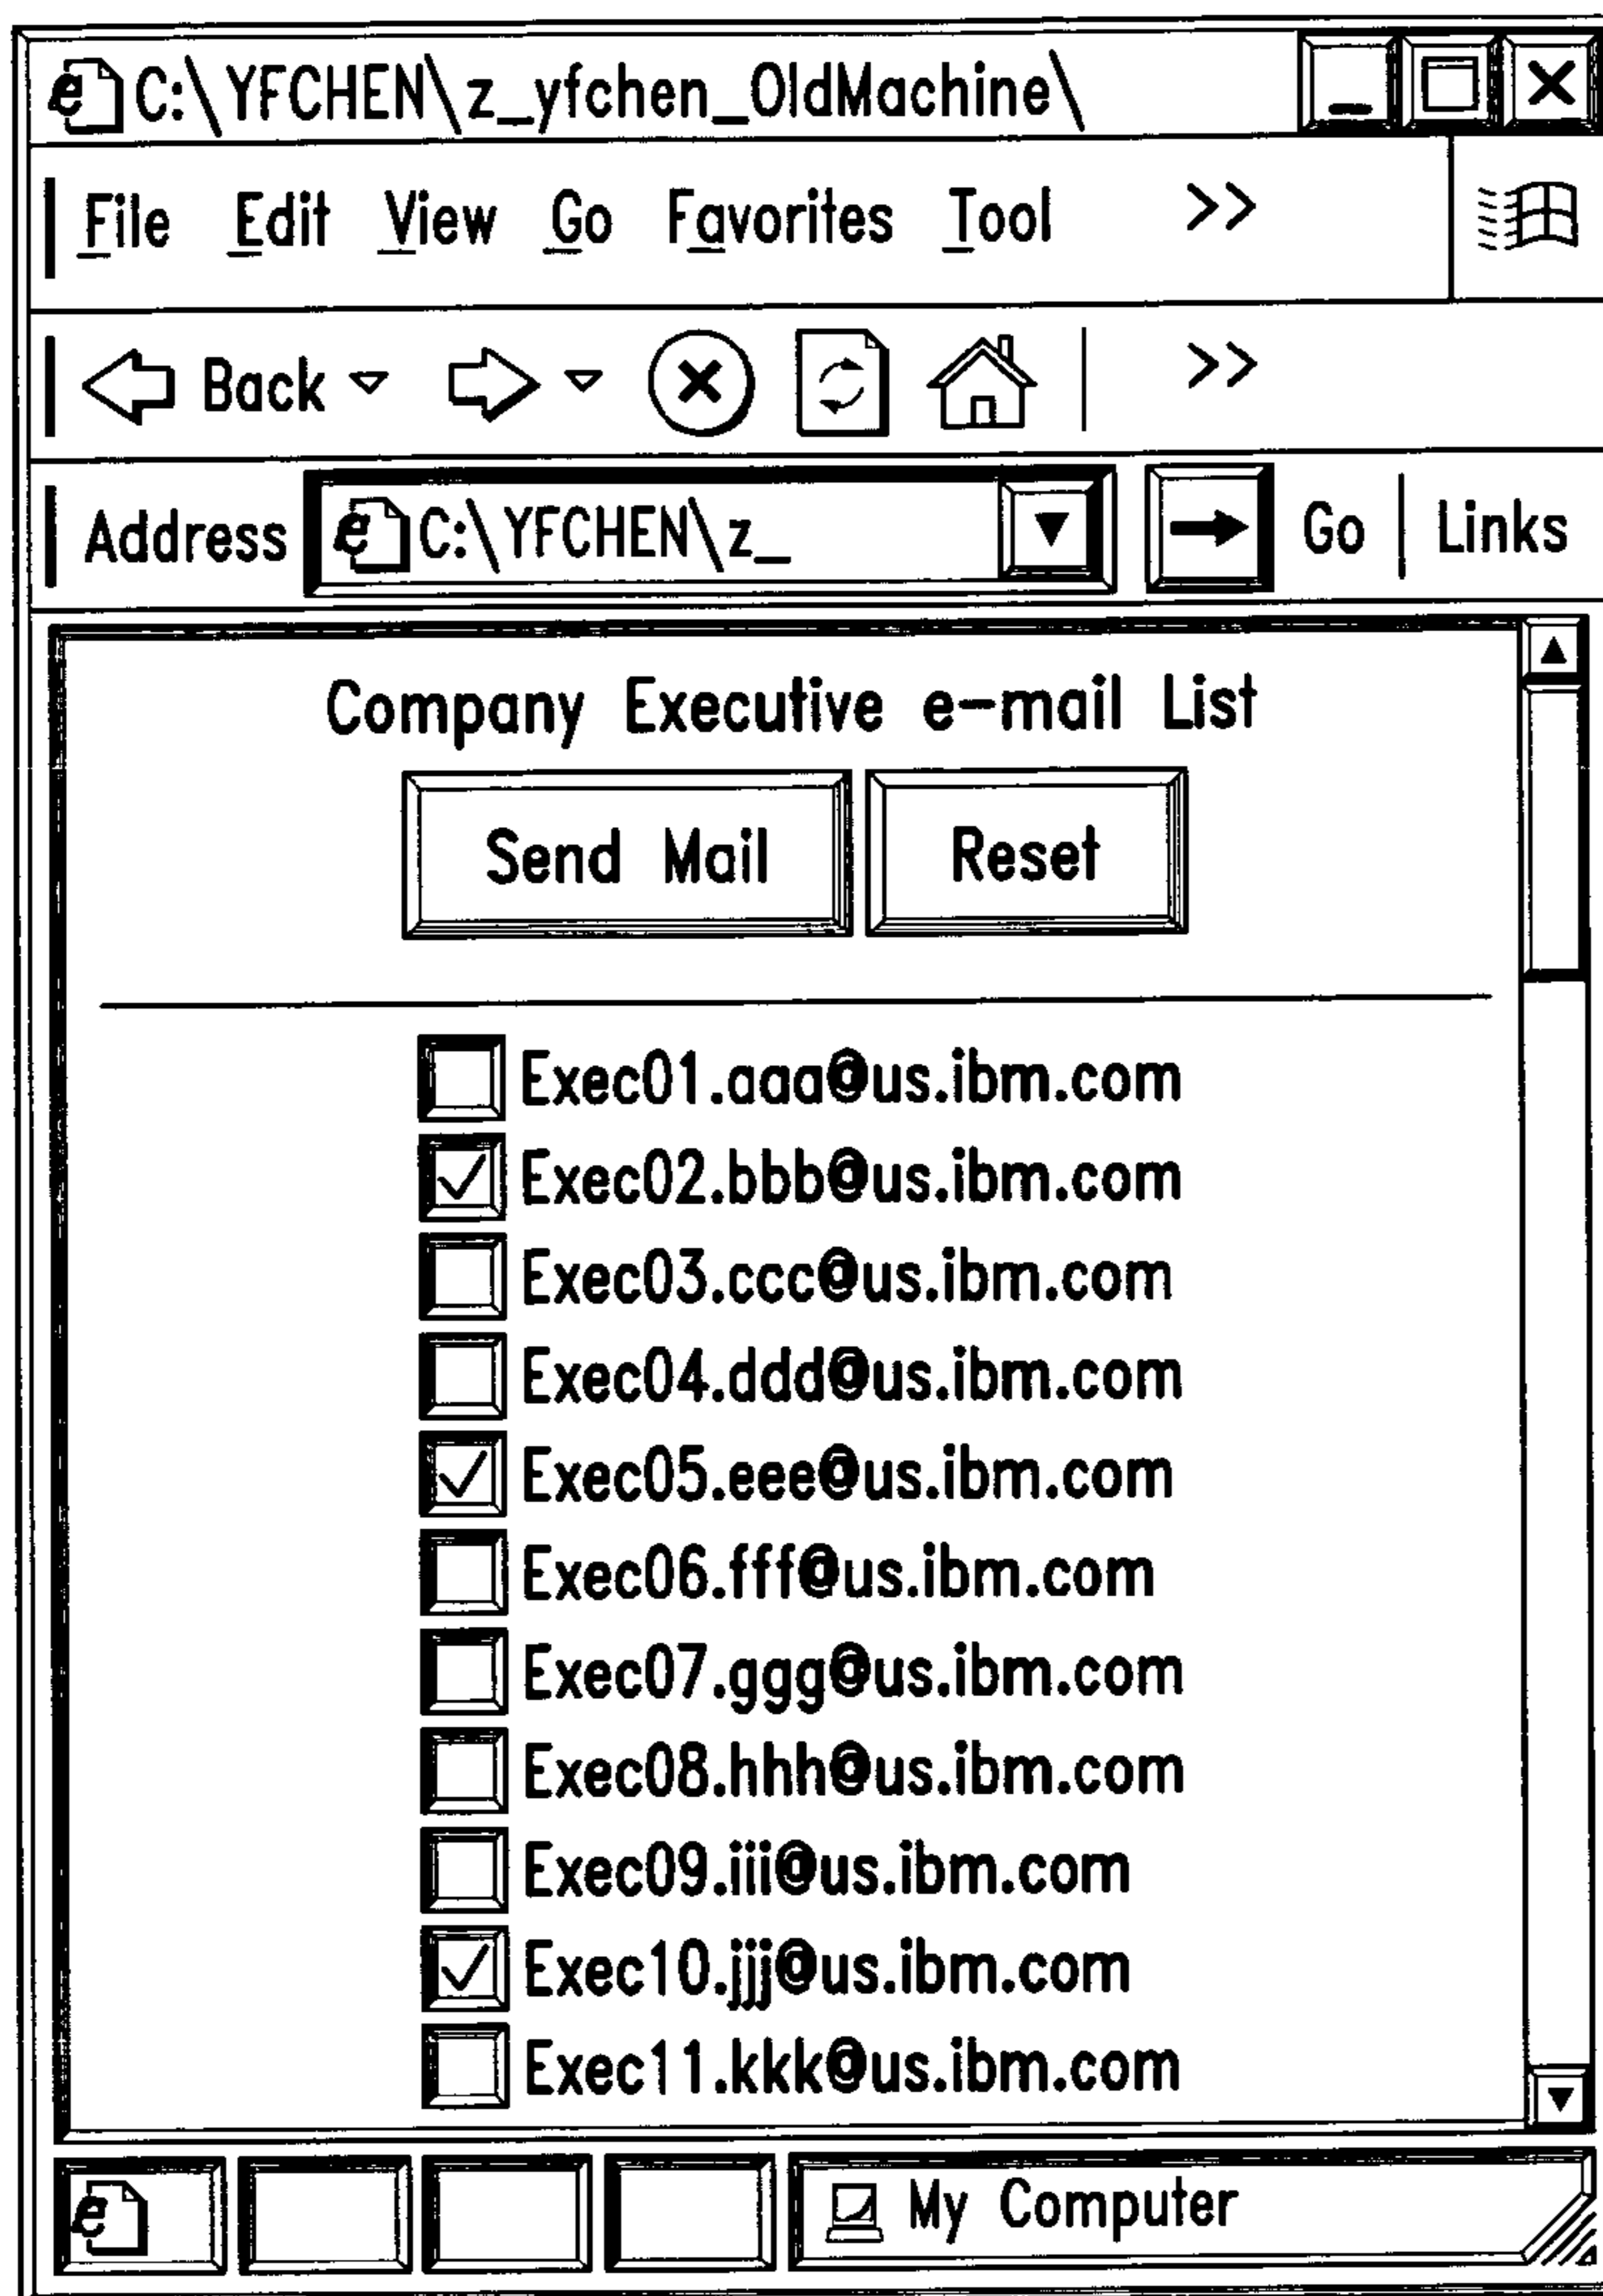 C:\YFCHEN\z_yfchen_OldMachine\
File Edit View Go Favorites Tool >>
Back >>
Address C:\YFCHEN\z_ Go Links
Company Executive e-mail List
Send Mail Reset
Exec01.aaa@us.ibm.com
Exec02.bbb@us.ibm.com
Exec03.ccc@us.ibm.com
Exec04.ddd@us.ibm.com
Exec05.eee@us.ibm.com
Exec06.fff@us.ibm.com
Exec07.ggg@us.ibm.com
Exec08.hhh@us.ibm.com
Exec09.iii@us.ibm.com
Exec10.jjj@us.ibm.com
Exec11.kkk@us.ibm.com
My Computer